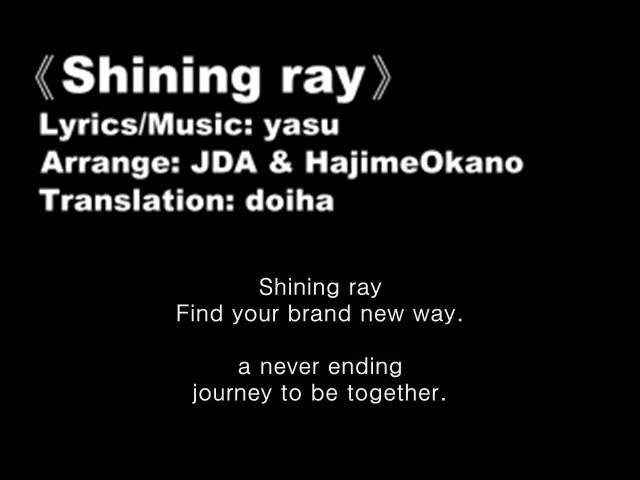 《Shining ray》
Lyrics/Music: yasu
Arrange: JDA & HajimeOkano
Translation: doiha
Shining ray
Find your brand new way.
a never ending
journey to be together.